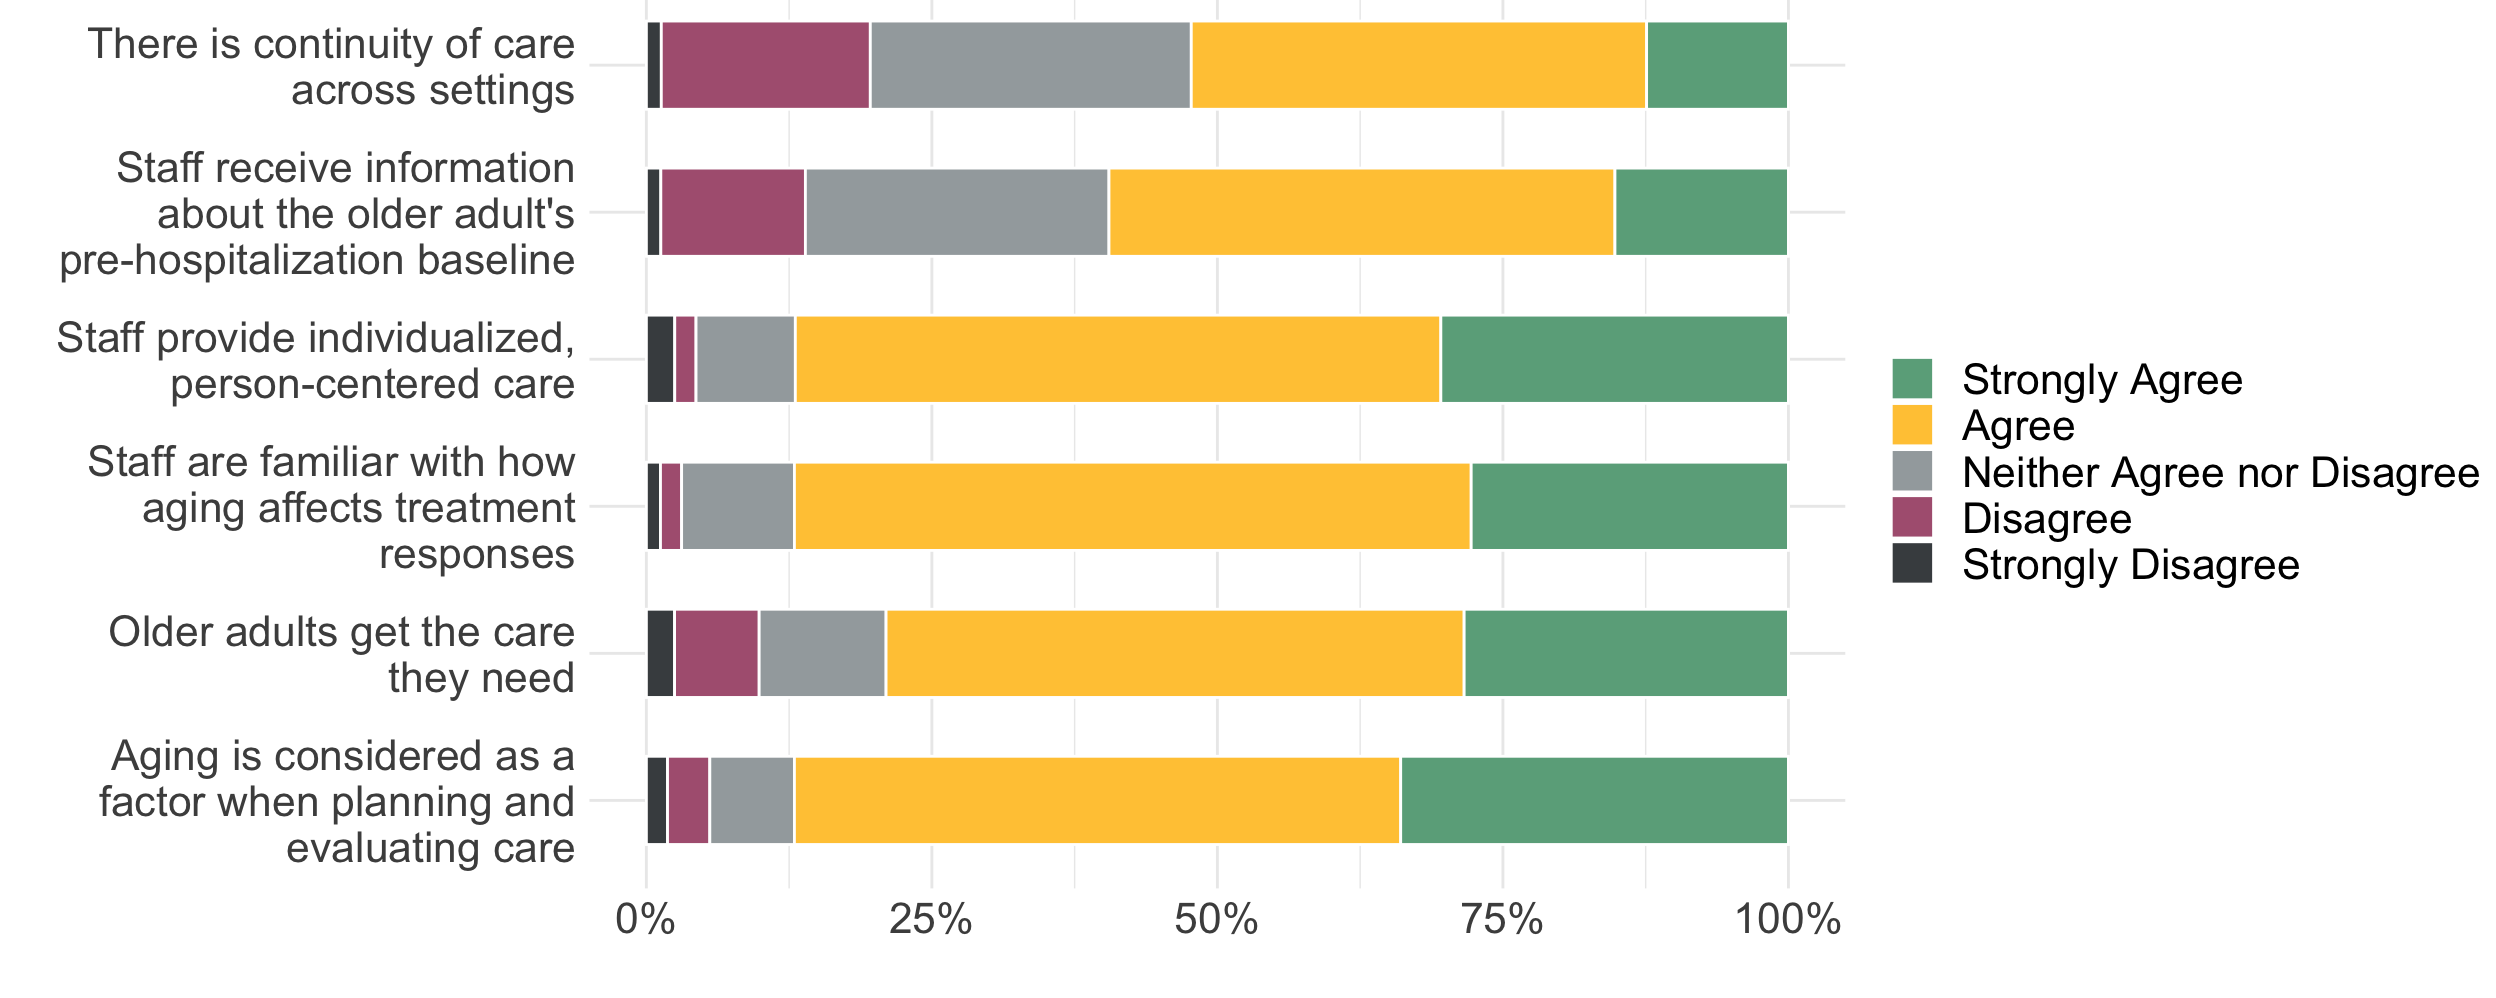 There is continuity of care
across settings
Staff receive information
about the older adult's
pre-hospitalization baseline
Staff provide individualized,
person-centered care
Staff are familiar with how
aging affects treatment
responses
Older adults get the care
they need
Aging is considered as a
factor when planning and
evaluating care
0%
25%
50%
75%
100%
Strongly Agree
Agree
Neither Agree nor Disagree
Disagree
Strongly Disagree